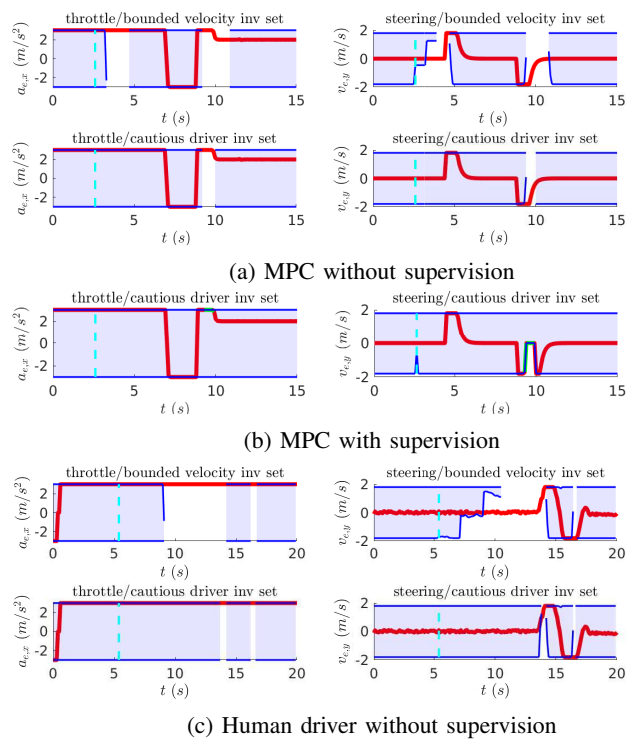 throttle/bounded velocity inv set
steering/bounded velocity inv set
a_{e,x} (m/s²)
2
0
-2
0 5 10 15
t (s)
v_{e,y} (m/s)
2
0
-2
0 5 10 15
t (s)
throttle/cautious driver inv set
steering/cautious driver inv set
a_{e,x} (m/s²)
2
0
-2
0 5 10 15
t (s)
v_{e,y} (m/s)
2
0
-2
0 5 10 15
t (s)
(a) MPC without supervision
throttle/cautious driver inv set
steering/cautious driver inv set
a_{e,x} (m/s²)
2
0
-2
0 5 10 15
t (s)
v_{e,y} (m/s)
2
0
-2
0 5 10 15
t (s)
(b) MPC with supervision
throttle/bounded velocity inv set
steering/bounded velocity inv set
a_{e,x} (m/s²)
2
0
-2
0 5 10 15 20
t (s)
v_{e,y} (m/s)
2
0
-2
0 5 10 15 20
t (s)
throttle/cautious driver inv set
steering/cautious driver inv set
a_{e,x} (m/s²)
2
0
-2
0 5 10 15 20
t (s)
v_{e,y} (m/s)
2
0
-2
0 5 10 15 20
t (s)
(c) Human driver without supervision